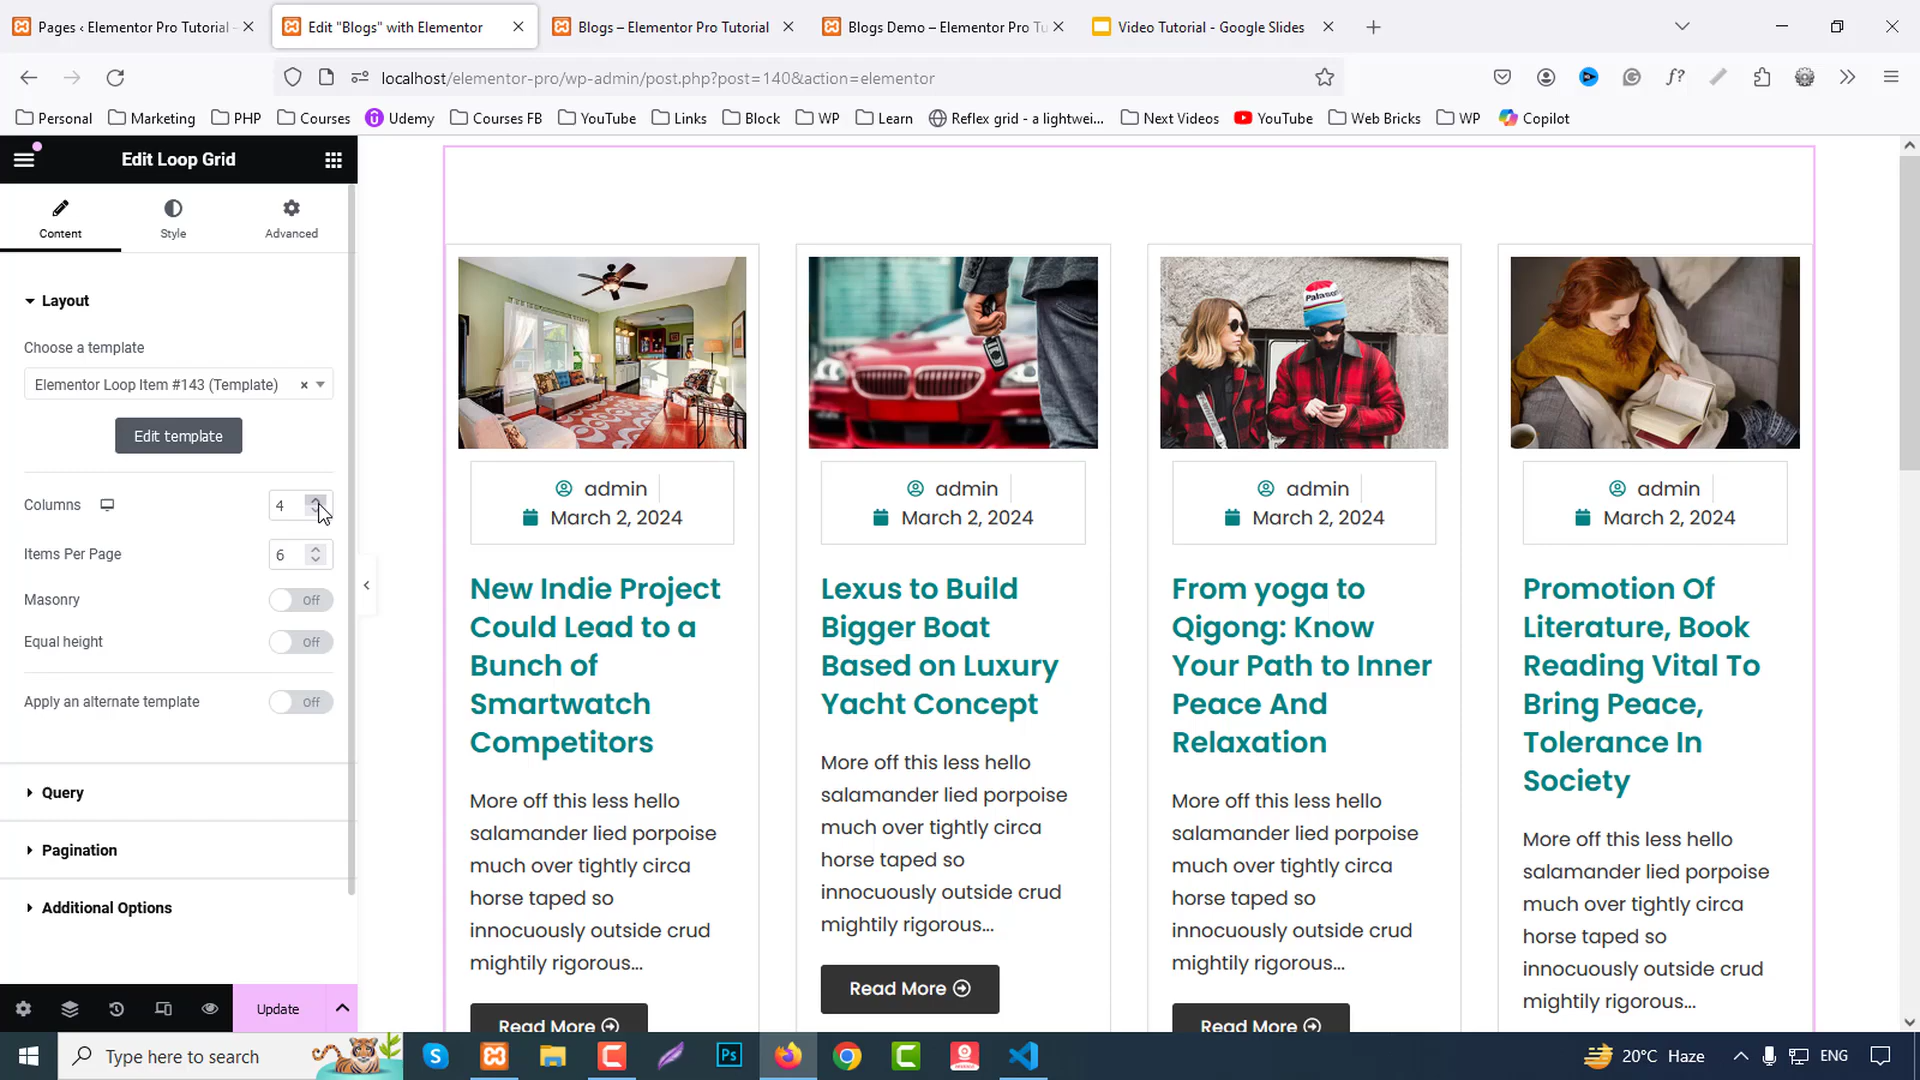 Pages ‹ Elementor Pro Tutorial -
Edit "Blogs" with Elementor
Blogs – Elementor Pro Tutorial
Blogs Demo – Elementor Pro Tu
Video Tutorial - Google Slides
localhost/elementor-pro/wp-admin/post.php?post=140&action=elementor
Personal
Marketing
PHP
Courses
Udemy
Courses FB
YouTube
Links
Block
WP
Learn
Reflex grid - a lightwei...
Next Videos
YouTube
Web Bricks
WP
Copilot
Edit Loop Grid
Content
Style
Advanced
Layout
Choose a template
Elementor Loop Item #143 (Template)
Edit template
Columns
4
Items Per Page
6
Masonry
Off
Equal height
Off
Apply an alternate template
Off
Query
Pagination
Additional Options
Update
admin
March 2, 2024
New Indie Project
Could Lead to a
Bunch of
Smartwatch
Competitors
More off this less hello
salamander lied porpoise
much over tightly circa
horse taped so
innocuously outside crud
mightily rigorous...
Read More
admin
March 2, 2024
Lexus to Build
Bigger Boat
Based on Luxury
Yacht Concept
More off this less hello
salamander lied porpoise
much over tightly circa
horse taped so
innocuously outside crud
mightily rigorous...
Read More
Palasa
admin
March 2, 2024
From yoga to
Qigong: Know
Your Path to Inner
Peace And
Relaxation
More off this less hello
salamander lied porpoise
much over tightly circa
horse taped so
innocuously outside crud
mightily rigorous...
Read More
admin
March 2, 2024
Promotion Of
Literature, Book
Reading Vital To
Bring Peace,
Tolerance In
Society
More off this less hello
salamander lied porpoise
much over tightly circa
horse taped so
innocuously outside crud
mightily rigorous...
Type here to search
Ps
20°C Haze
ENG